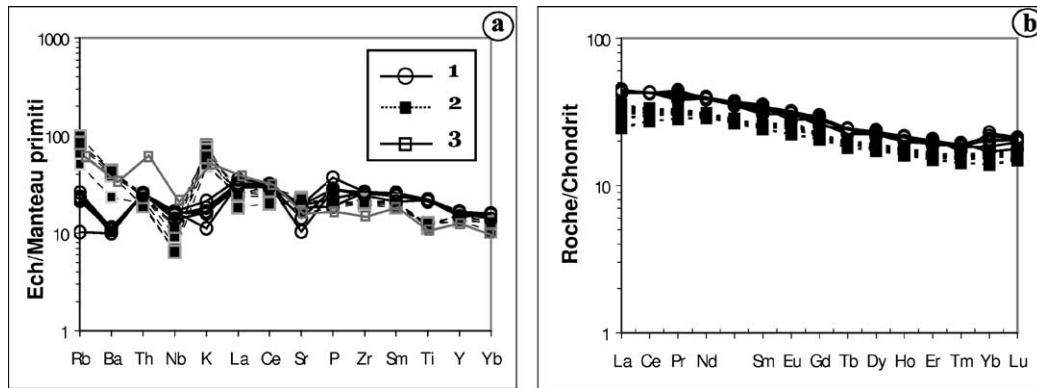 a
Ech/Manteau primiti
1000
100
10
1
1
2
3
Rb Ba Th Nb K La Ce Sr P Zr Sm Ti Y Yb
b
Roche/Chondrit
100
10
1
La Ce Pr Nd Sm Eu Gd Tb Dy Ho Er Tm Yb Lu